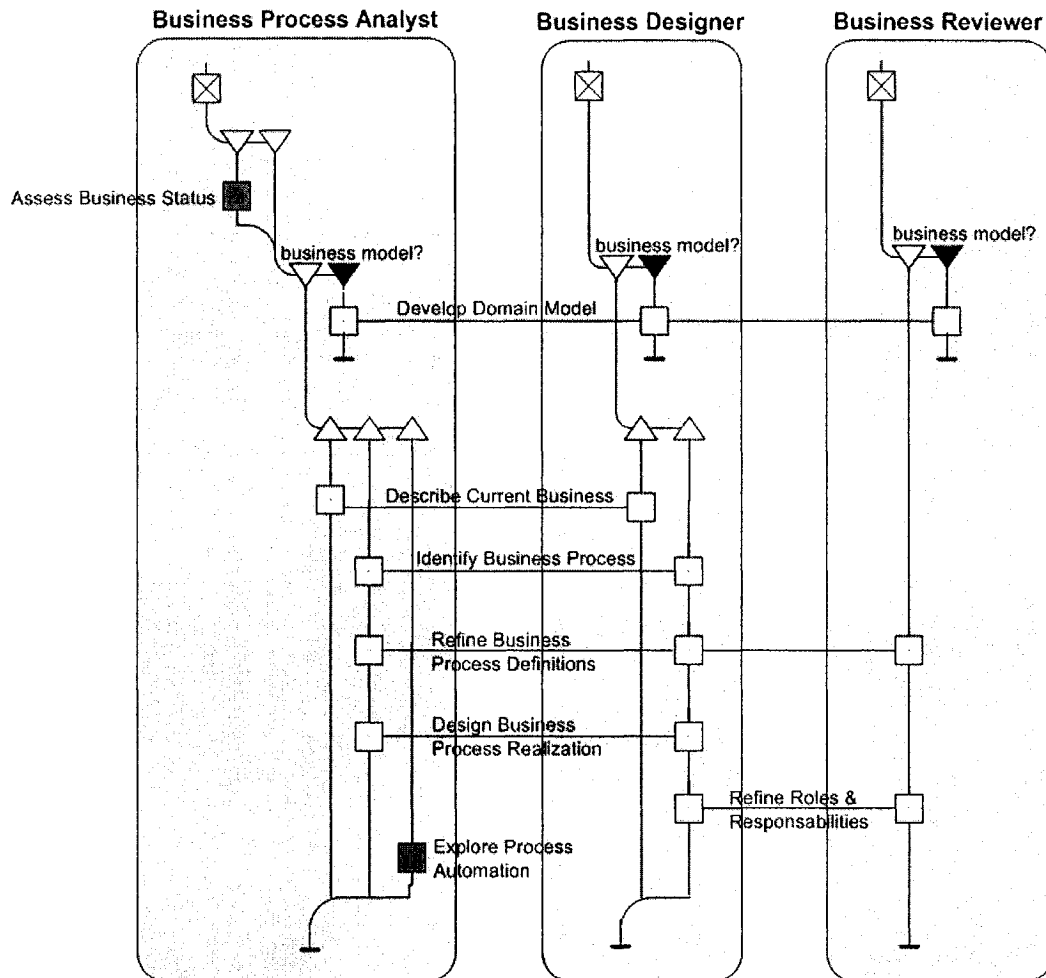 Business Process Analyst
Business Designer
Business Reviewer
Assess Business Status
business model?
business model?
business model?
Develop Domain Model
Describe Current Business
Identify Business Process
Refine Business
Process Definitions
Design Business
Process Realization
Refine Roles &
Responsabilities
Explore Process
Automation